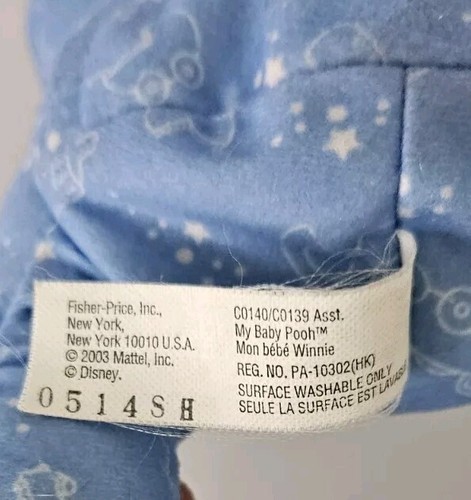 Fisher-Price, Inc.,
New York,
New York 10010 U.S.A.
© 2003 Mattel, Inc.
© Disney.
0514SH
C0140/C0139 Asst.
My Baby Pooh™
Mon bébé Winnie
REG. NO. PA-10302(HK)
SURFACE WASHABLE ONLY
SEULE LA SURFACE EST